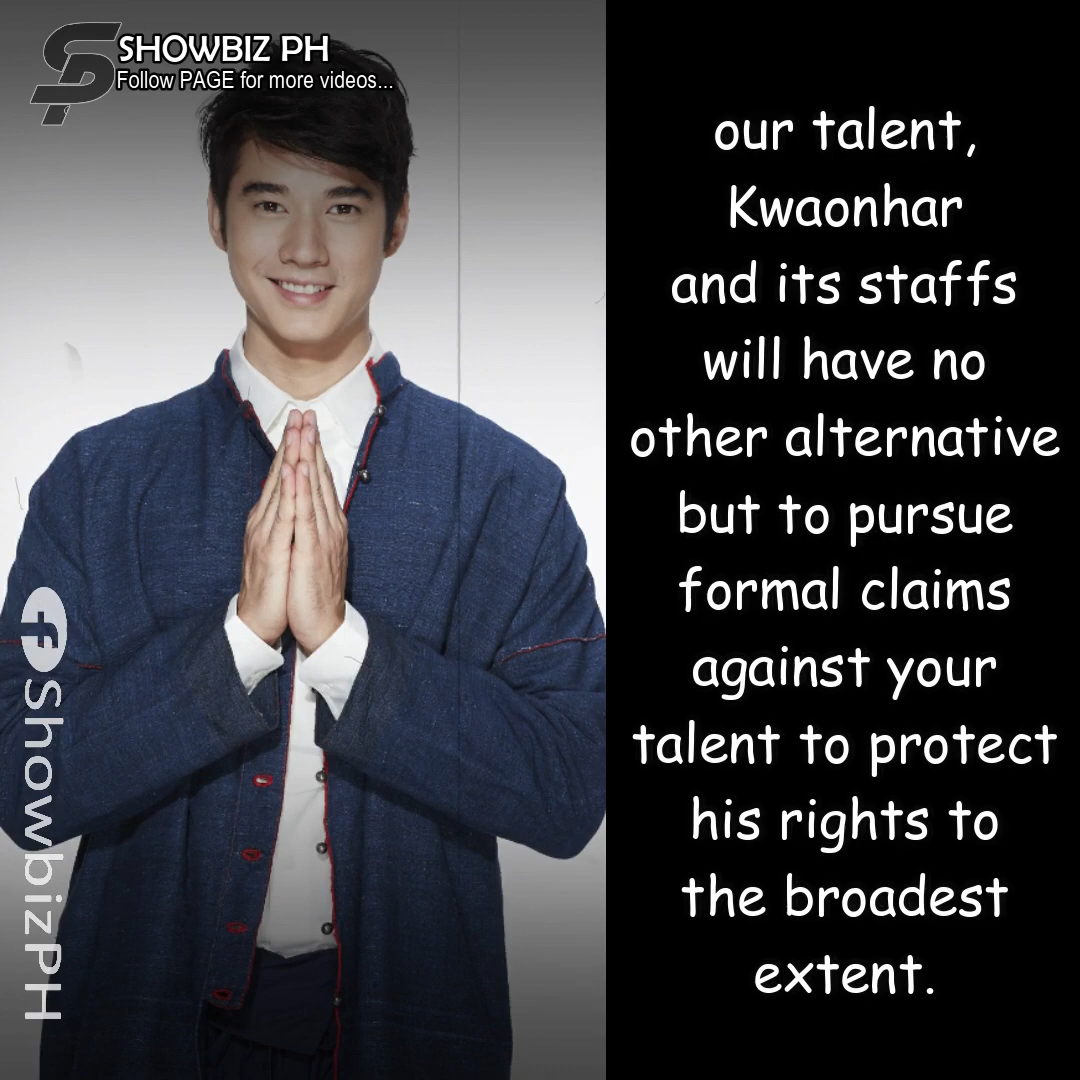 SHOWBIZ PH
Follow PAGE for more videos...
ShowbizPH
our talent,
Kwaonhar
and its staffs
will have no
other alternative
but to pursue
formal claims
against your
talent to protect
his rights to
the broadest
extent.